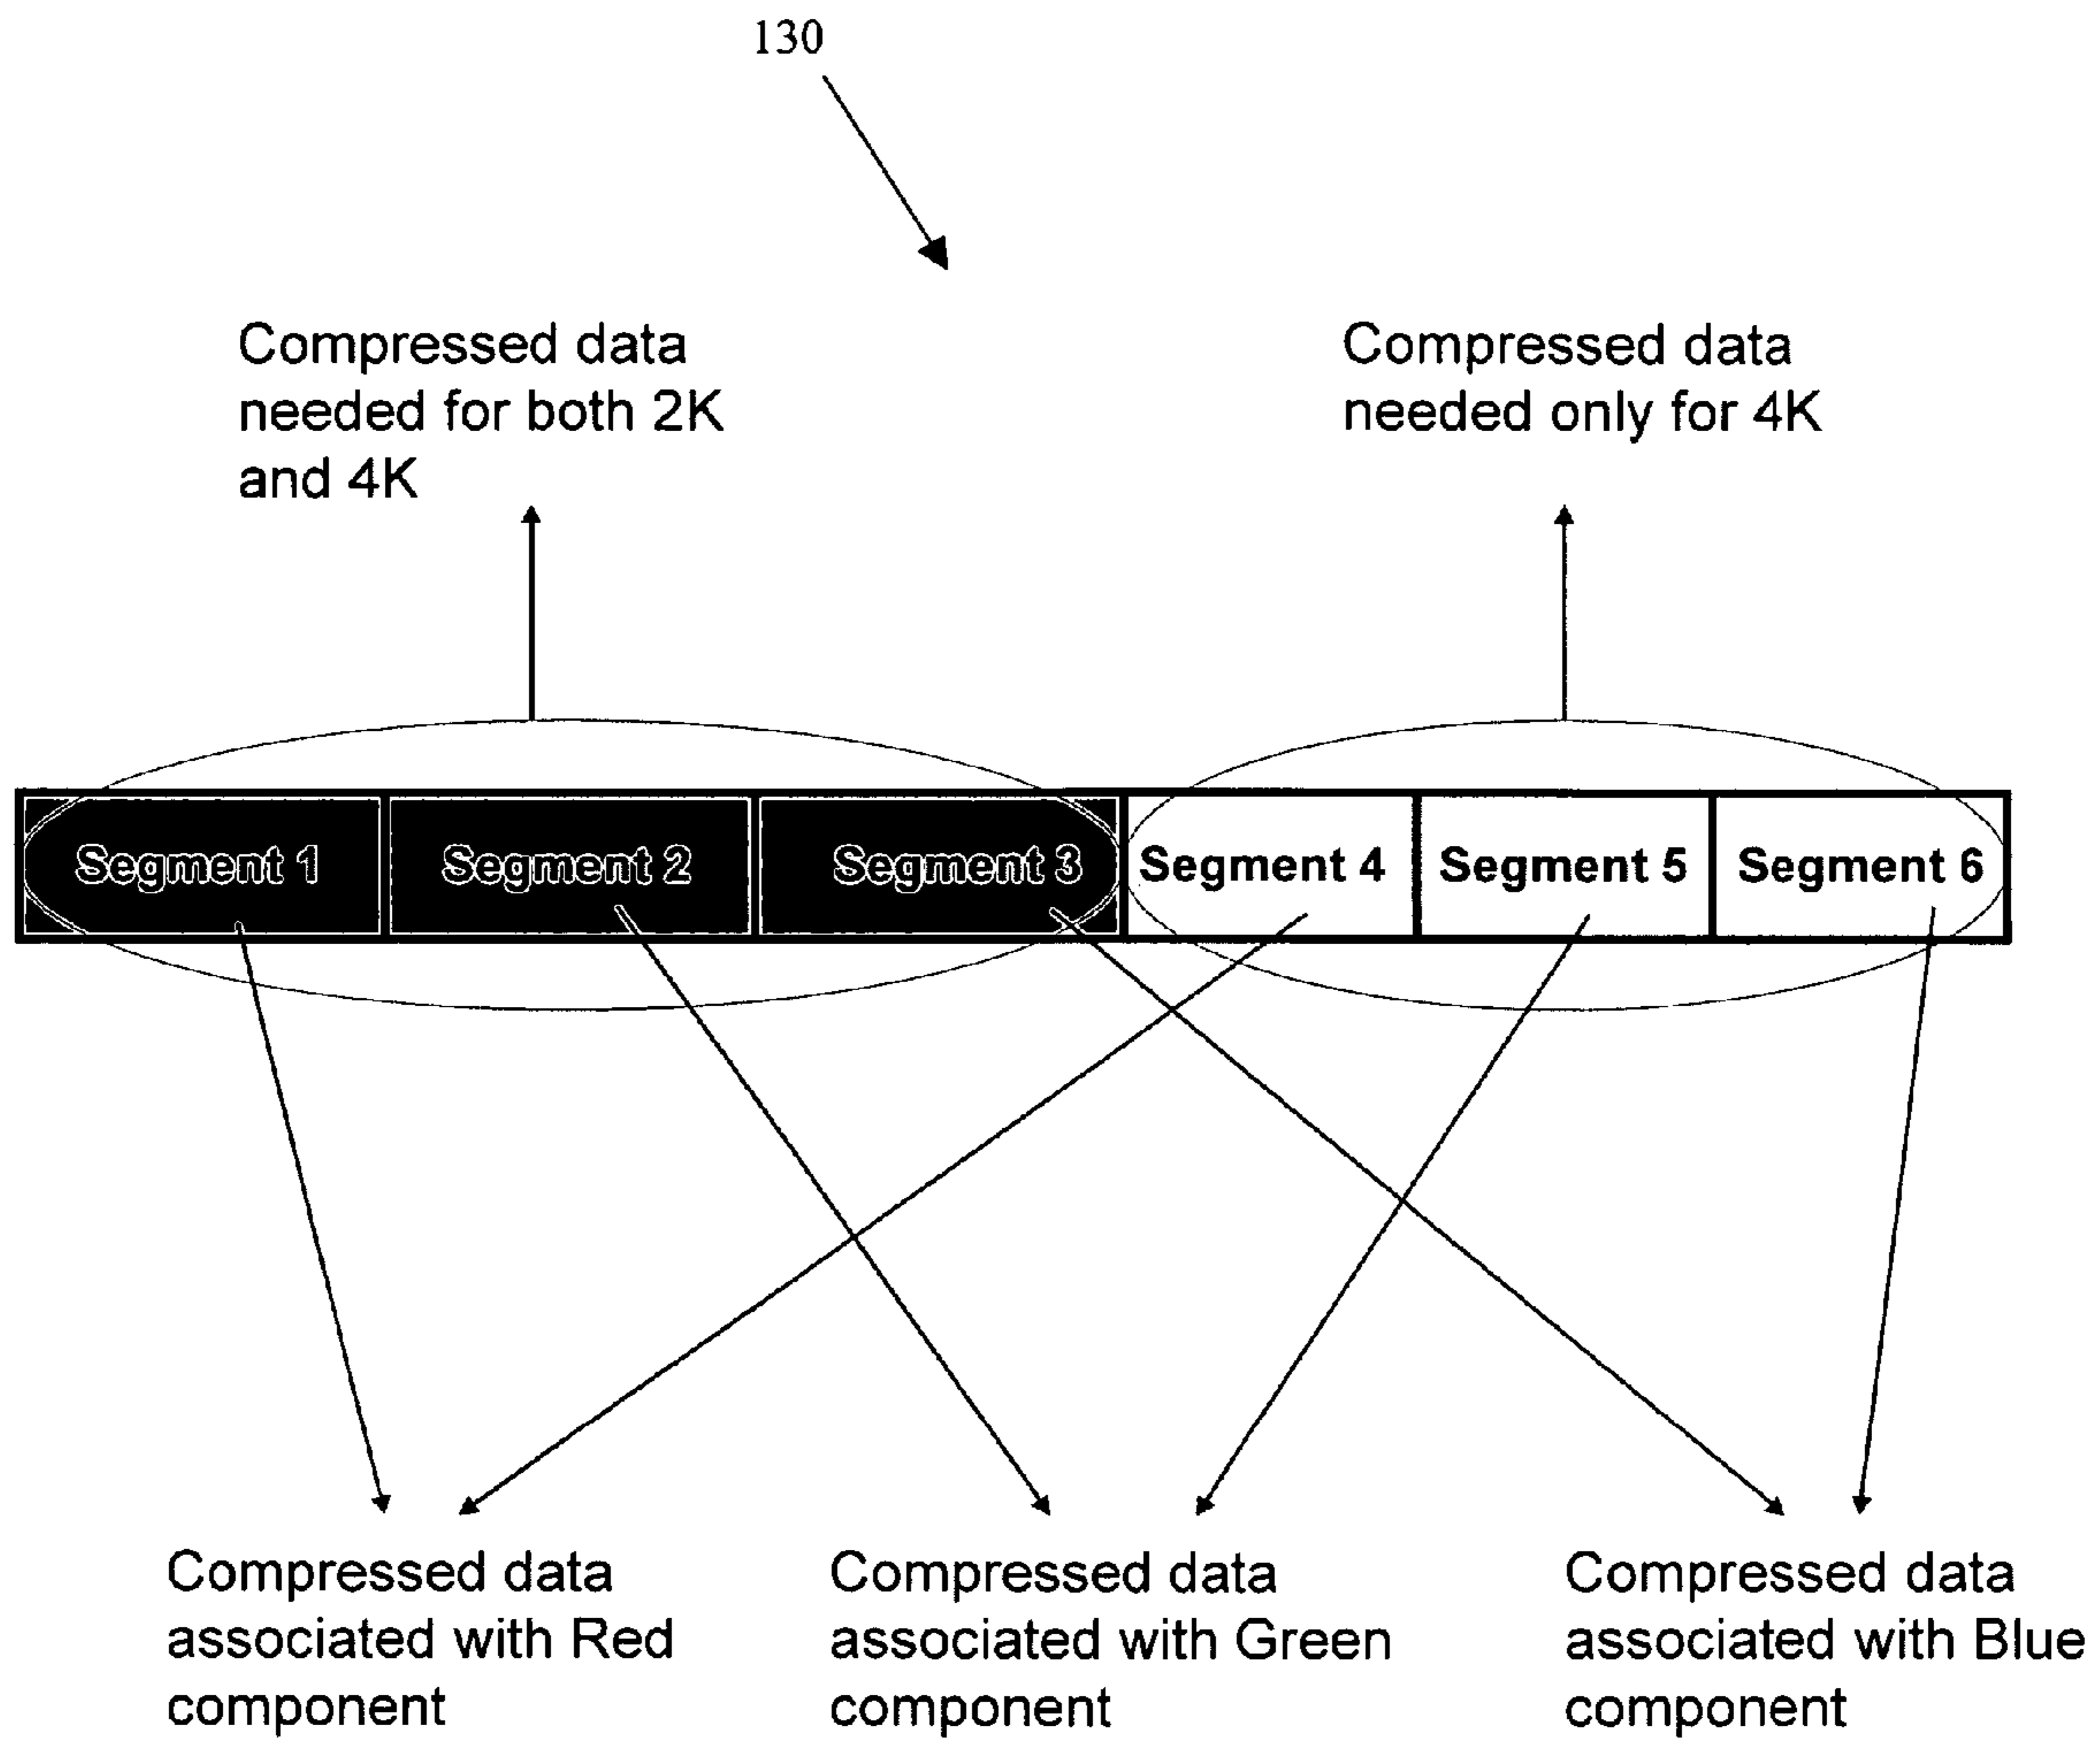 130
Compressed data
needed for both 2K
and 4K
Compressed data
needed only for 4K
Segment 1
Segment 2
Segment 3
Segment 4
Segment 5
Segment 6
Compressed data
associated with Red
component
Compressed data
associated with Green
component
Compressed data
associated with Blue
component